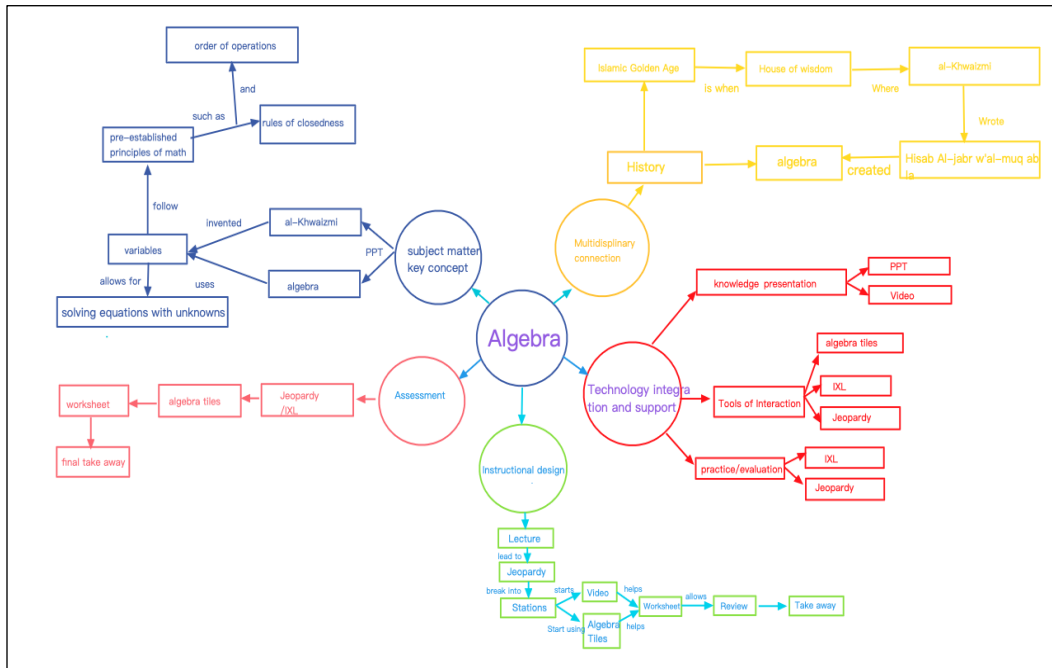 order of operations
and
such as
rules of closedness
pre-established
principles of math
follow
invented
al-Khwaizmi
variables
PPT
subject matter
key concept
allows for
uses
algebra
solving equations with unknowns
Islamic Golden Age
is when
House of wisdom
Where
al-Khwaizmi
Wrote
History
algebra
created
Hisab Al-jabr w'al-muq ab
la
Multidisplinary
connection
Algebra
knowledge presentation
PPT
Video
Technology integra
tion and support
Tools of Interaction
algebra tiles
IXL
Jeopardy
practice/evaluation
IXL
Jeopardy
Assessment
Jeopardy
/IXL
algebra tiles
worksheet
final take away
Instructional design
Lecture
lead to
Jeopardy
break into
Stations
starts
Video
helps
Start using
Algebra
Tiles
helps
Worksheet
allows
Review
Take away